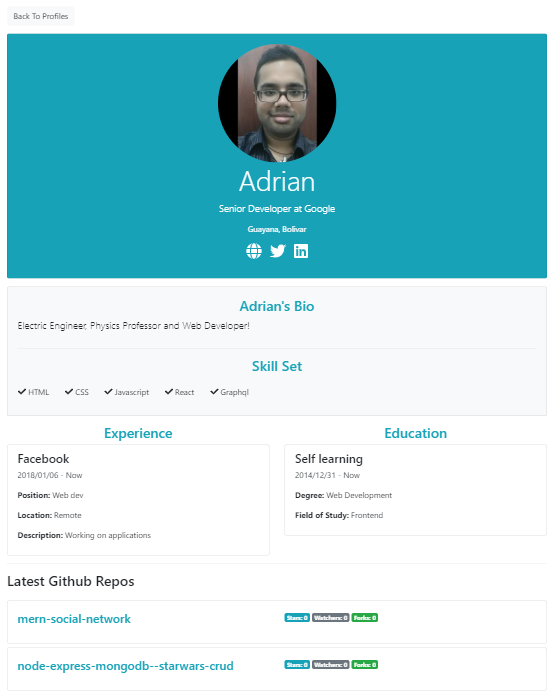 Back To Profiles
Adrian
Senior Developer at Google
Guayana, Bolivar
Adrian's Bio
Electric Engineer, Physics Professor and Web Developer!
Skill Set
HTML CSS Javascript React Graphql
Experience
Education
Facebook
2018/01/06 - Now
Position: Web dev
Location: Remote
Description: Working on applications
Self learning
2014/12/31 - Now
Degree: Web Development
Field of Study: Frontend
Latest Github Repos
mern-social-network
Stars: 0 Watchers: 0 Forks: 0
node-express-mongodb--starwars-crud
Stars: 0 Watchers: 0 Forks: 0